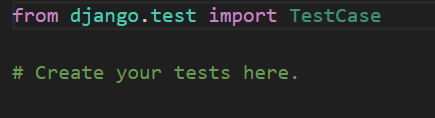 from django.test import TestCase
# Create your tests here.